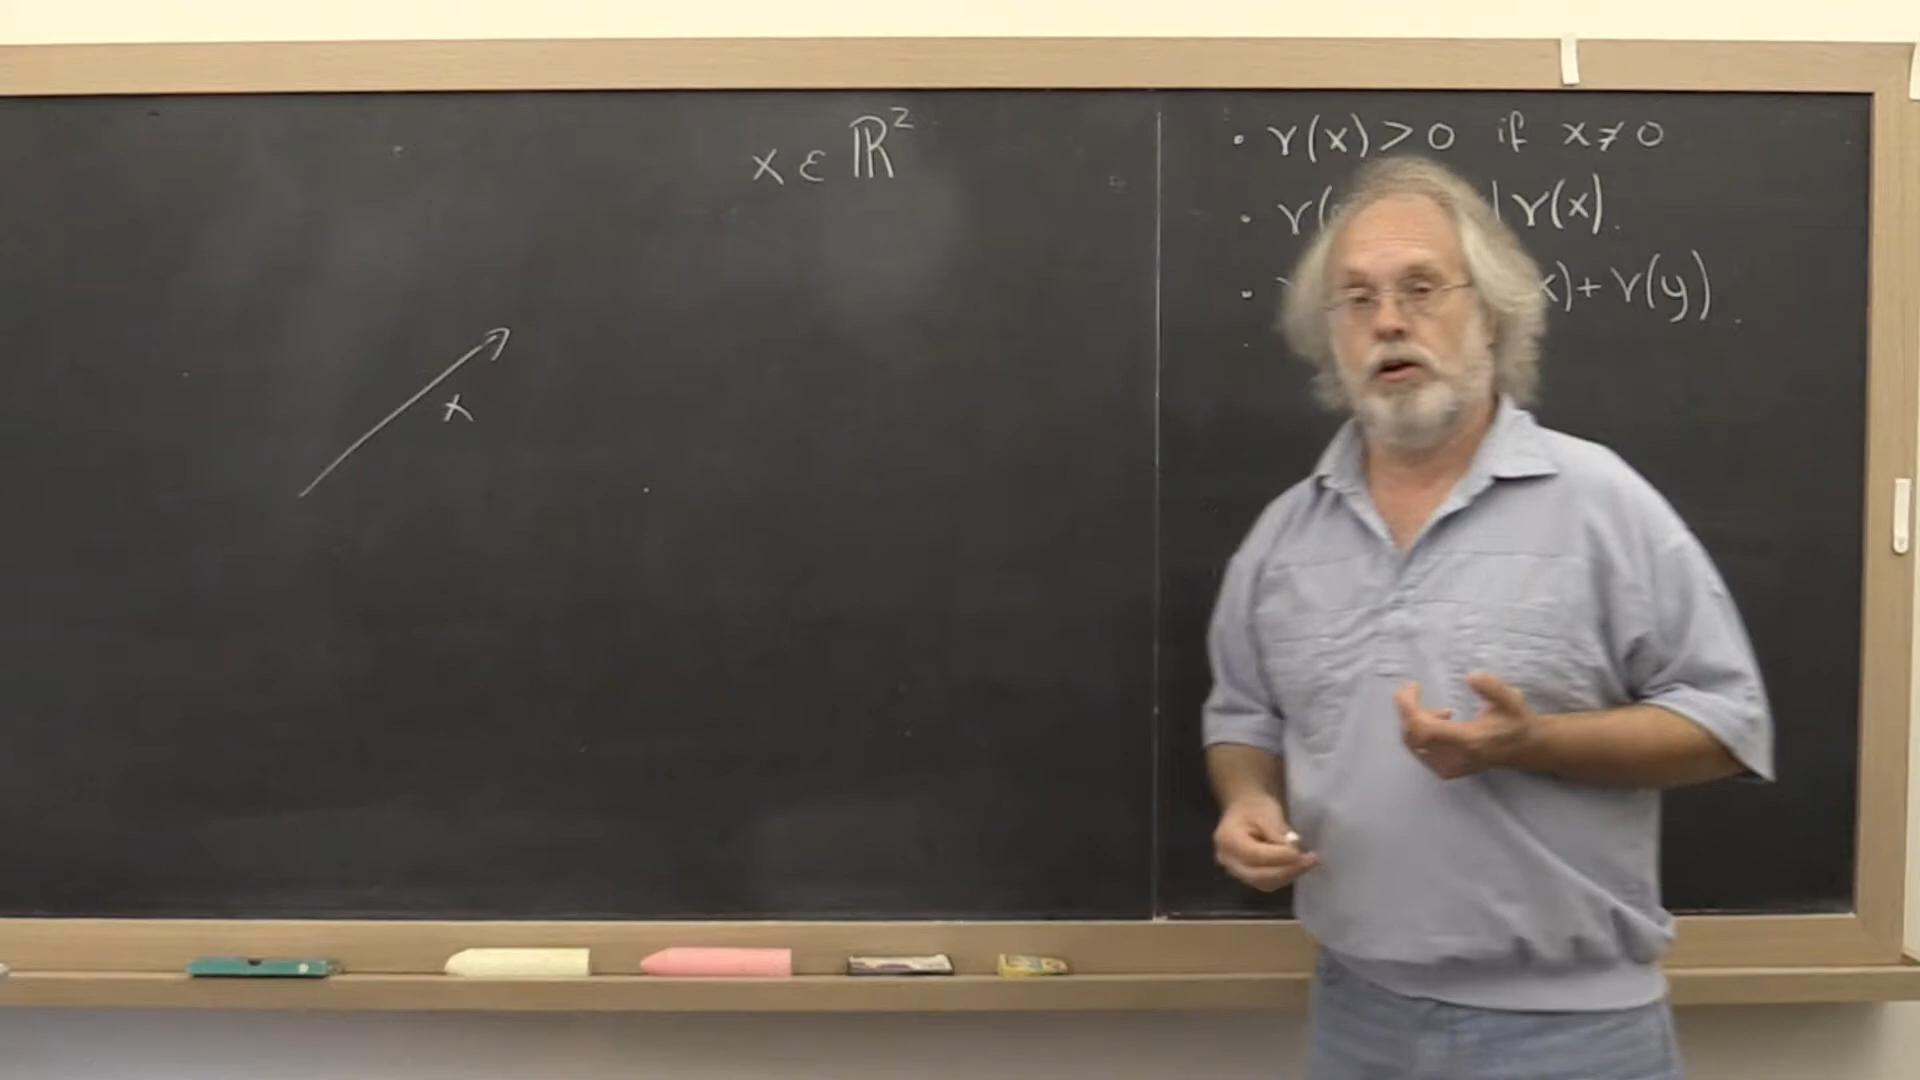 x ε ℝ²
x
• ν(x) > 0 if x ≠ 0
• ν( |ν(x).
• x) + ν(y).